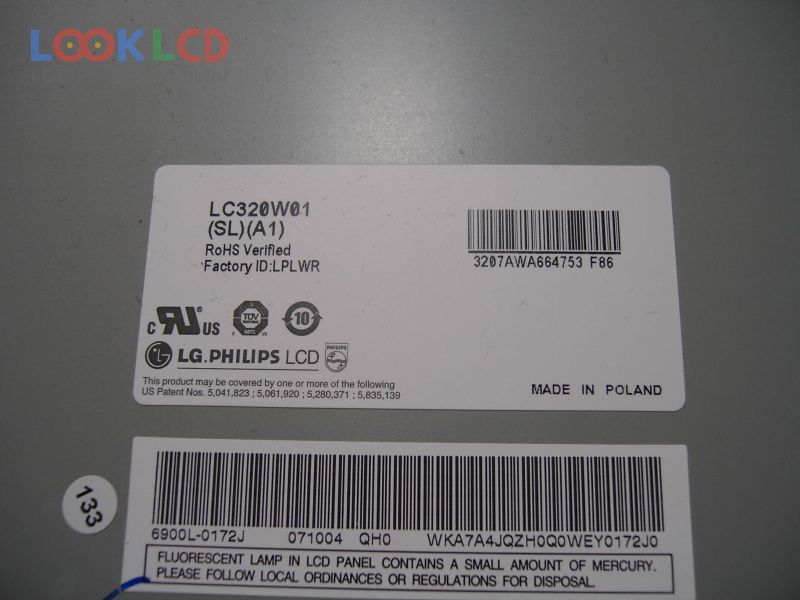 LOOKLCD
LC320W01
(SL)(A1)
RoHS Verified
Factory ID:LPLWR
3207AWA664753 F86
c RU US
TÜV
10
LG.PHILIPS LCD
PHILIPS
This product may be covered by one or more of the following
US Patent Nos. 5,041,823 ; 5,061,920 ; 5,280,371 ; 5,835,139
MADE IN POLAND
133
6900L-0172J 071004 QH0 WKA7A4JQZH0Q0WEY0172J0
FLUORESCENT LAMP IN LCD PANEL CONTAINS A SMALL AMOUNT OF MERCURY.
PLEASE FOLLOW LOCAL ORDINANCES OR REGULATIONS FOR DISPOSAL.